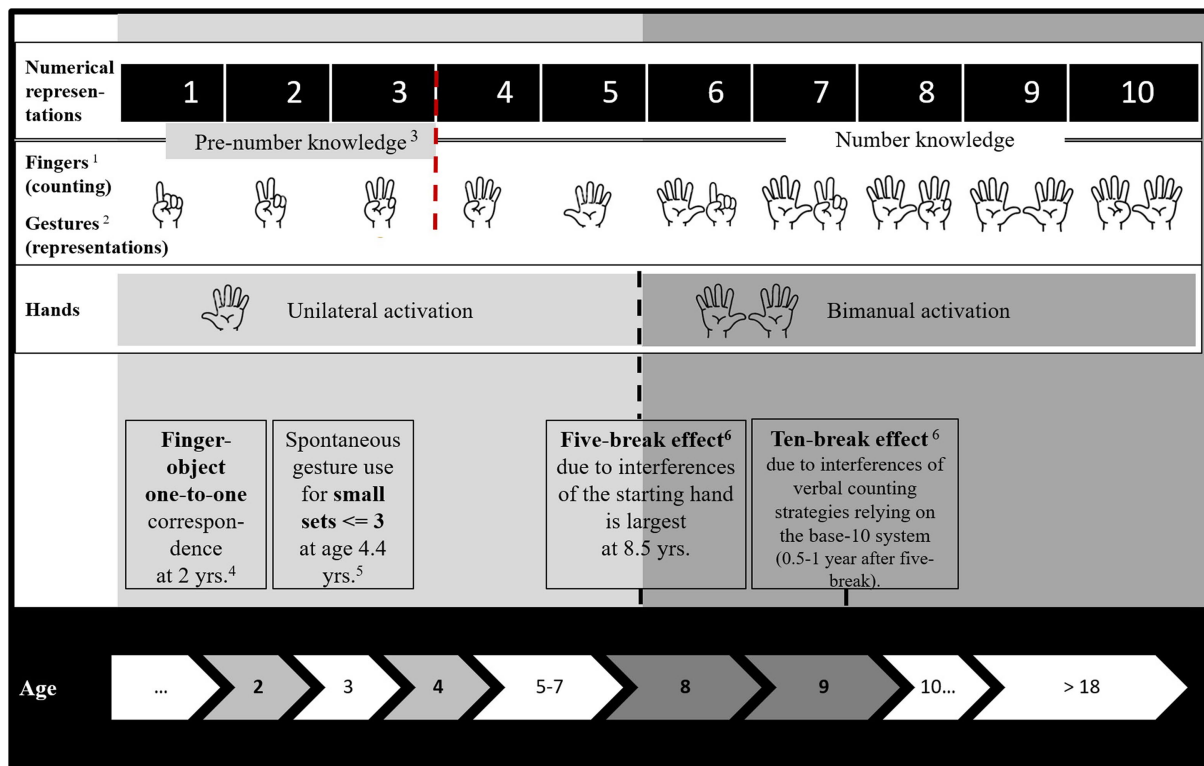 Numerical
represen-
tations
1 2 3 4 5 6 7 8 9 10
Pre-number knowledge 3
Number knowledge
Fingers 1
(counting)
Gestures 2
(representations)
Hands
Unilateral activation
Bimanual activation
Finger-
object
one-to-one
correspon-
dence
at 2 yrs.4
Spontaneous
gesture use
for small
sets <= 3
at age 4.4
yrs.5
Five-break effect6
due to interferences
of the starting hand
is largest
at 8.5 yrs.
Ten-break effect 6
due to interferences of
verbal counting
strategies relying on
the base-10 system
(0.5-1 year after five-
break).
Age
... 2 3 4 5-7 8 9 10... > 18